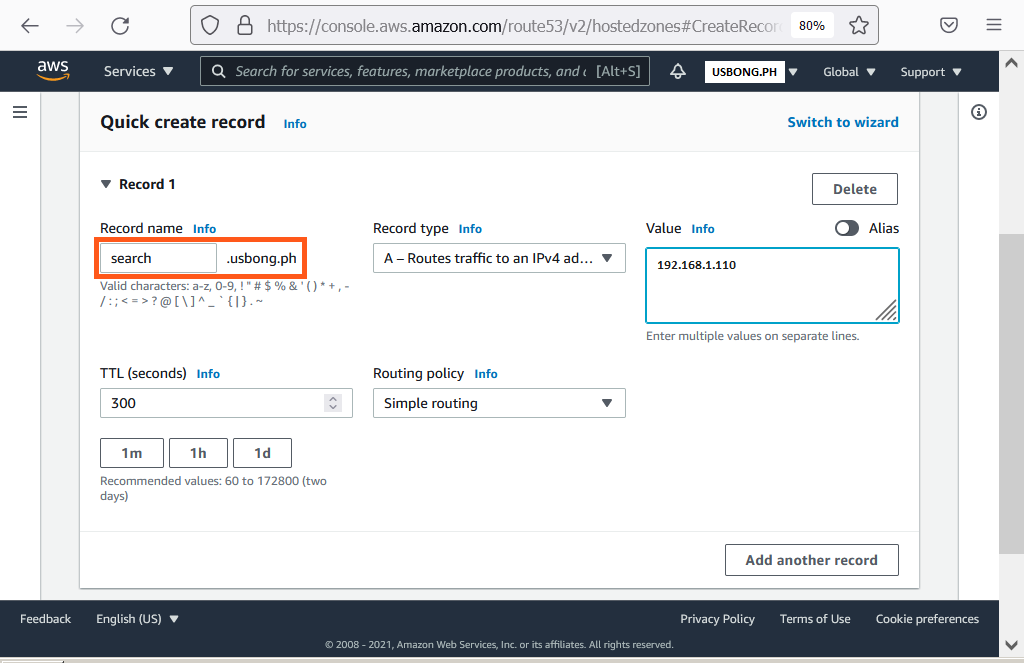 https://console.aws.amazon.com/route53/v2/hostedzones#CreateRecor
80%
aws
Services
Search for services, features, marketplace products, and
[Alt+S]
USBONG.PH
Global
Support
Quick create record
Info
Switch to wizard
Record 1
Delete
Record name Info
Record type Info
Value Info
Alias
search
.usbong.ph
A – Routes traffic to an IPv4 ad...
192.168.1.110
Valid characters: a-z, 0-9, ! " # $ % & ' ( ) * + , -
/ : ; < = > ? @ [ \ ] ^ _ ` { | } . ~
Enter multiple values on separate lines.
TTL (seconds) Info
Routing policy Info
300
Simple routing
1m
1h
1d
Recommended values: 60 to 172800 (two
days)
Add another record
Feedback
English (US)
Privacy Policy
Terms of Use
Cookie preferences
© 2008 - 2021, Amazon Web Services, Inc. or its affiliates. All rights reserved.